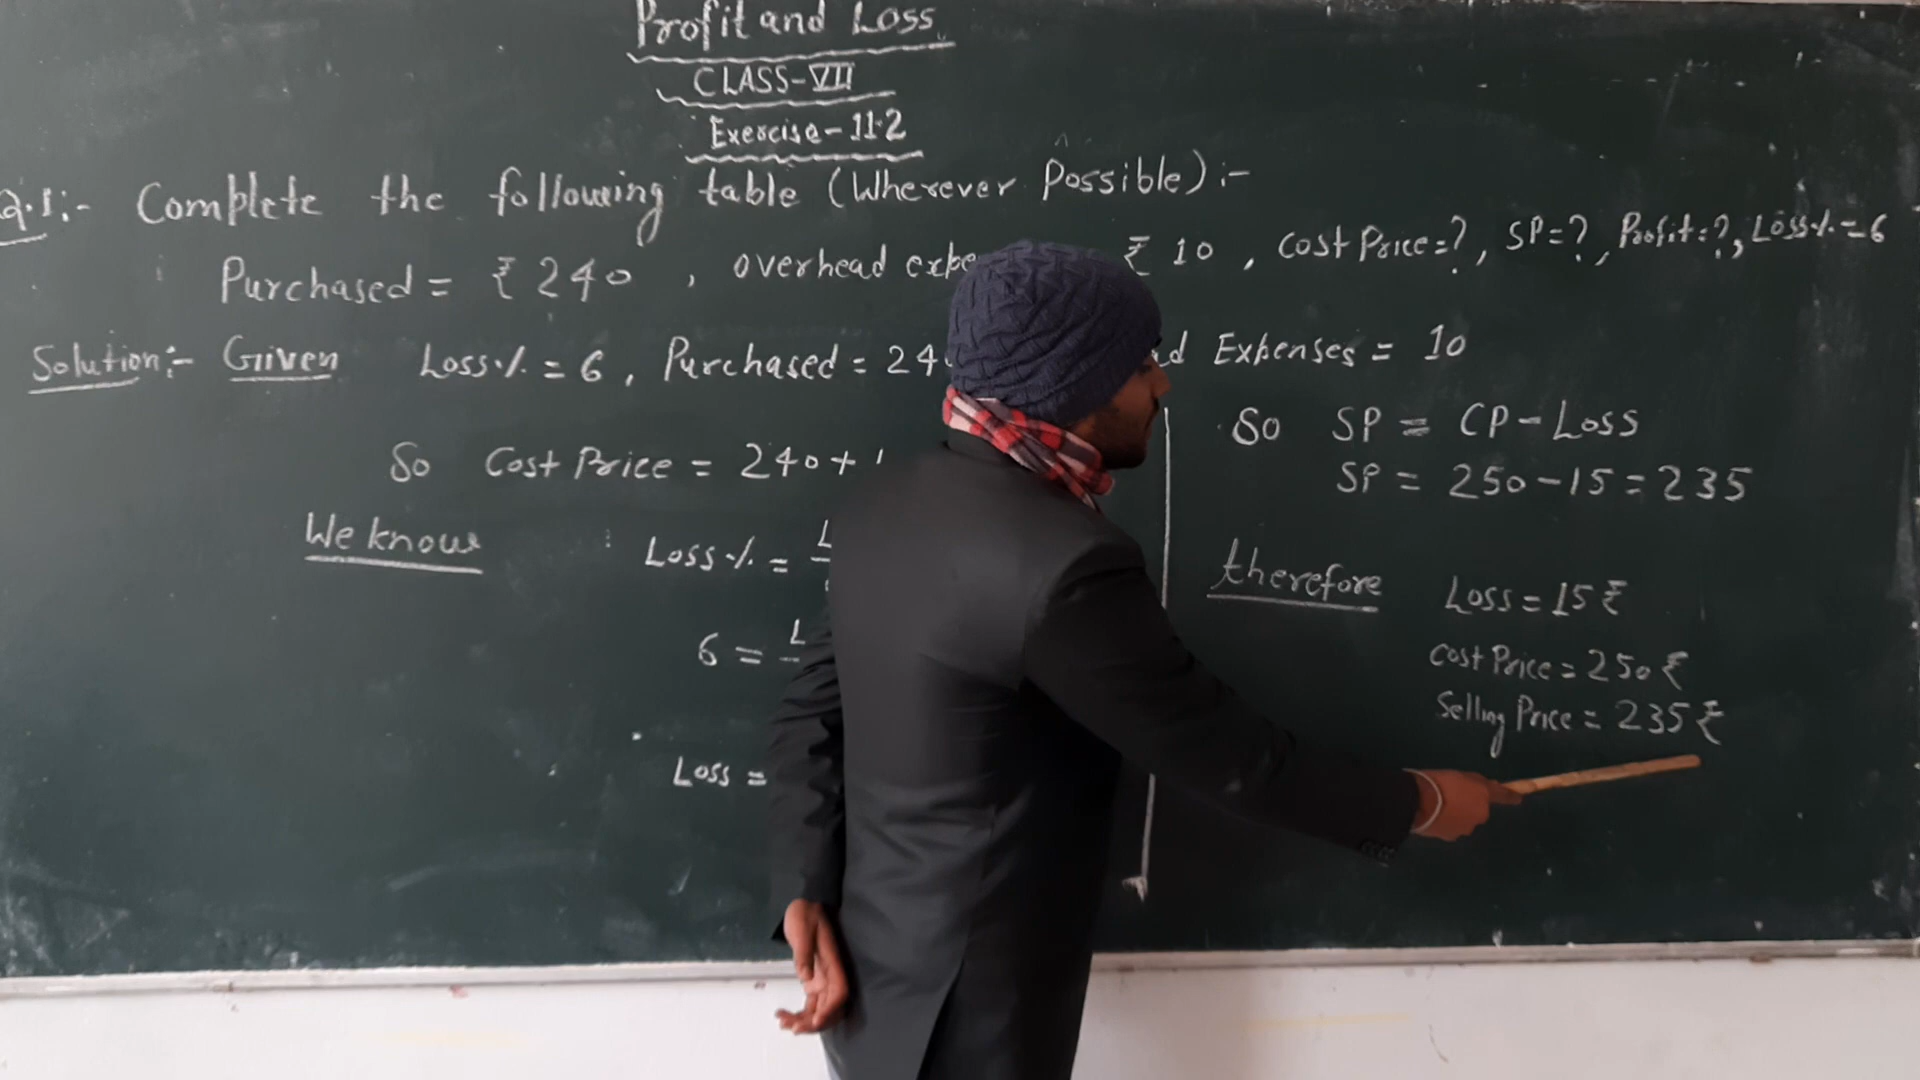 Profit and Loss
CLASS-VII
Exercise-11.2
Q.1:- Complete the following table (Wherever Possible):-
Purchased = ₹ 240 , overhead ₹ 10 , Cost Price=?, SP=?, Profit=?, Loss%=6
Solution:- Given Loss% = 6, Purchased = 24 Expenses = 10
So Cost Price = 240+
We know Loss% =
6 =
Loss =
So SP = CP-Loss
SP = 250-15=235
therefore Loss=15₹
Cost Price=250₹
Selling Price=235₹